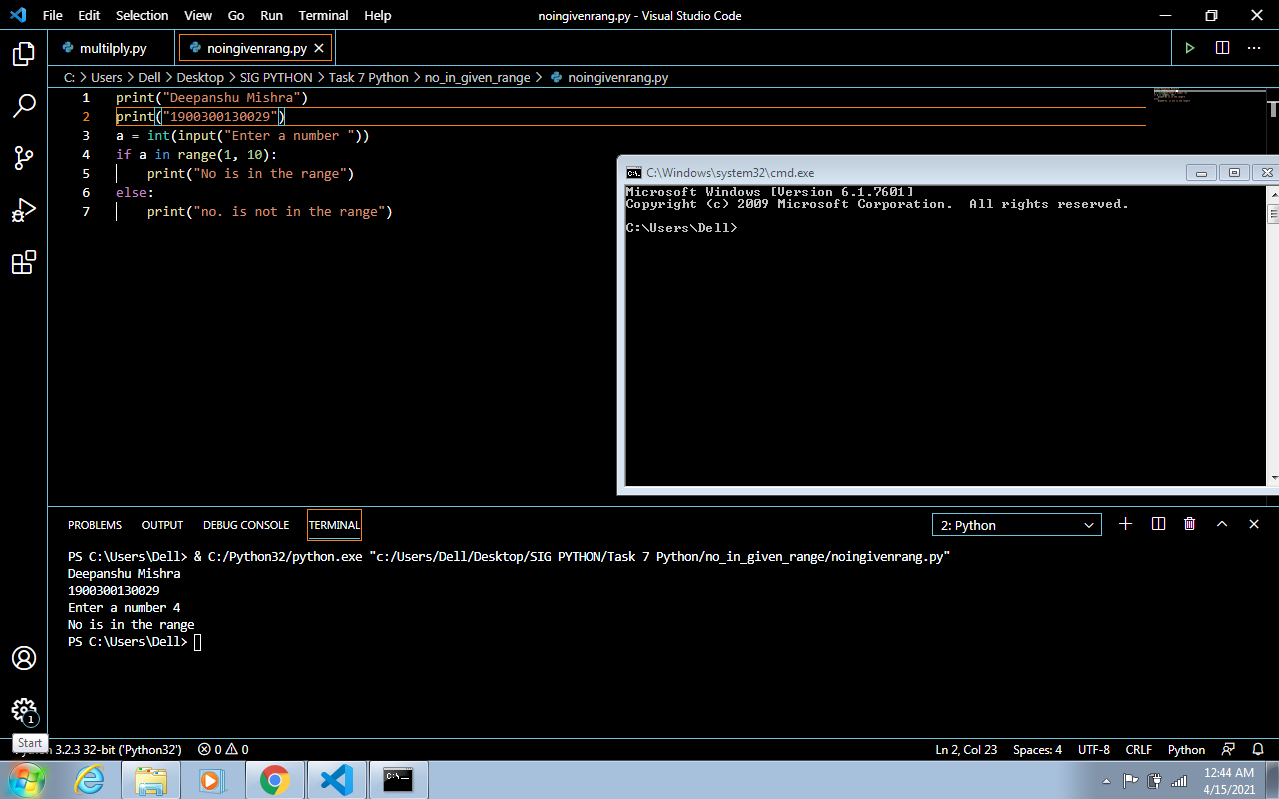 File Edit Selection View Go Run Terminal Help noingivenrang.py - Visual Studio Code
multilply.py noingivenrang.py
C: > Users > Dell > Desktop > SIG PYTHON > Task 7 Python > no_in_given_range > noingivenrang.py
1 print("Deepanshu Mishra")
2 print("1900300130029")
3 a = int(input("Enter a number "))
4 if a in range(1, 10):
5 print("No is in the range")
6 else:
7 print("no. is not in the range")
C:\Windows\system32\cmd.exe
Microsoft Windows [Version 6.1.7601]
Copyright (c) 2009 Microsoft Corporation.  All rights reserved.
C:\Users\Dell>
PROBLEMS OUTPUT DEBUG CONSOLE TERMINAL 2: Python
PS C:\Users\Dell> & C:/Python32/python.exe "c:/Users/Dell/Desktop/SIG PYTHON/Task 7 Python/no_in_given_range/noingivenrang.py"
Deepanshu Mishra
1900300130029
Enter a number 4
No is in the range
PS C:\Users\Dell>
1
Start
3.2.3 32-bit ('Python32') 0 0 Ln 2, Col 23 Spaces: 4 UTF-8 CRLF Python
12:44 AM
4/15/2021